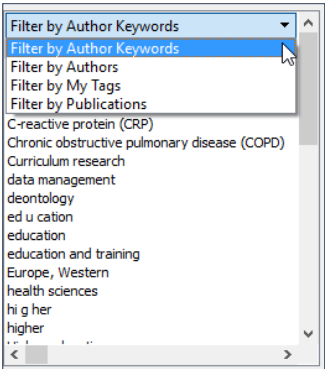 Filter by Author Keywords
Filter by Author Keywords
Filter by Authors
Filter by My Tags
Filter by Publications
C-reactive protein (CRP)
Chronic obstructive pulmonary disease (COPD)
Curriculum research
data management
deontology
ed u cation
education
education and training
Europe, Western
health sciences
hi g her
higher